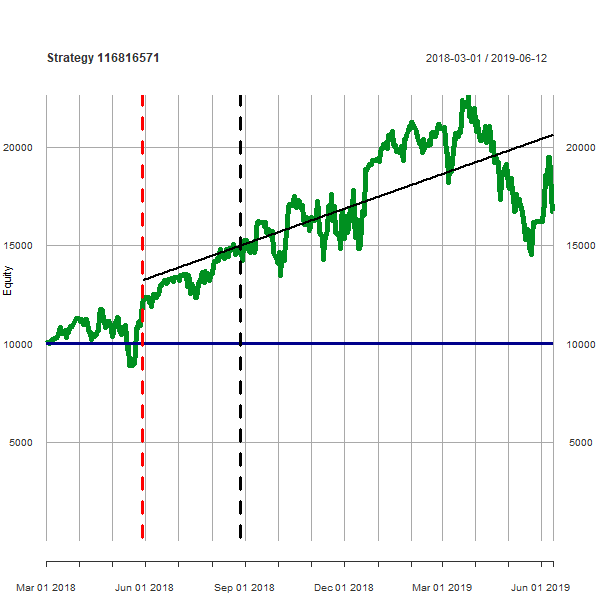 Strategy 116816571
2018-03-01 / 2019-06-12
20000 20000
15000 15000
Equity
10000 10000
5000 5000
Mar 01 2018 Jun 01 2018 Sep 01 2018 Dec 01 2018 Mar 01 2019 Jun 01 2019